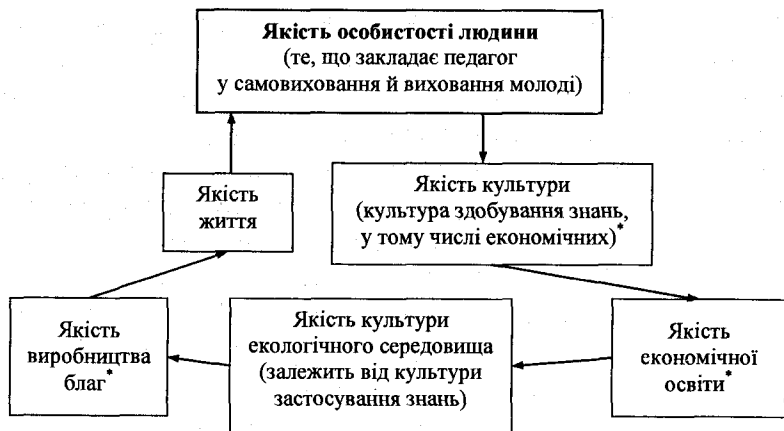 Якість особистості людини
(те, що закладає педагог
у самовиховання й виховання молоді)
Якість
життя
Якість культури
(культура здобування знань,
у тому числі економічних)*
Якість
виробництва
благ*
Якість культури
екологічного середовища
(залежить від культури
застосування знань)
Якість
економічної
освіти*